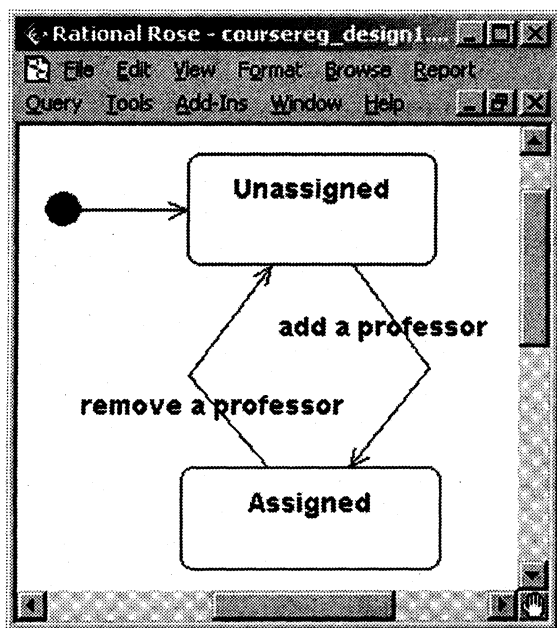 Rational Rose - coursereg_design1....
File Edit View Format Browse Report
Query Tools Add-Ins Window Help
Unassigned
add a professor
remove a professor
Assigned